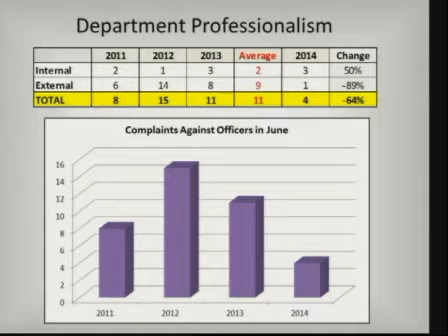 Department Professionalism
2011 2012 2013 Average 2014 Change
Internal 2 1 3 2 3 50%
External 6 14 8 9 1 -89%
TOTAL 8 15 11 11 4 -64%
Complaints Against Officers in June
16
14
12
10
8
6
4
2
0
2011 2012 2013 2014